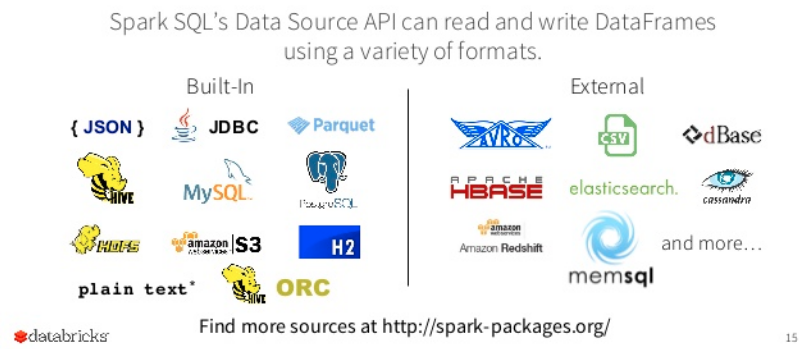 Spark SQL's Data Source API can read and write DataFrames
using a variety of formats.
Built-In
External
{ JSON }
JDBC
Parquet
HIVE
MySQL
PostgreSQL
HDFS
amazon
web services
S3
H2
plain text*
HIVE
ORC
AVRO
CSV
dBase
APACHE
HBASE
elasticsearch.
cassandra
amazon
web services
Amazon Redshift
memsql
and more...
Find more sources at http://spark-packages.org/
databricks
15